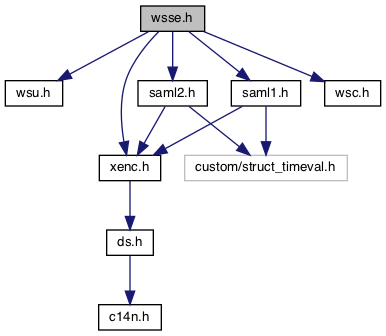 wsse.h
wsu.h
saml2.h
saml1.h
wsc.h
xenc.h
custom/struct_timeval.h
ds.h
c14n.h